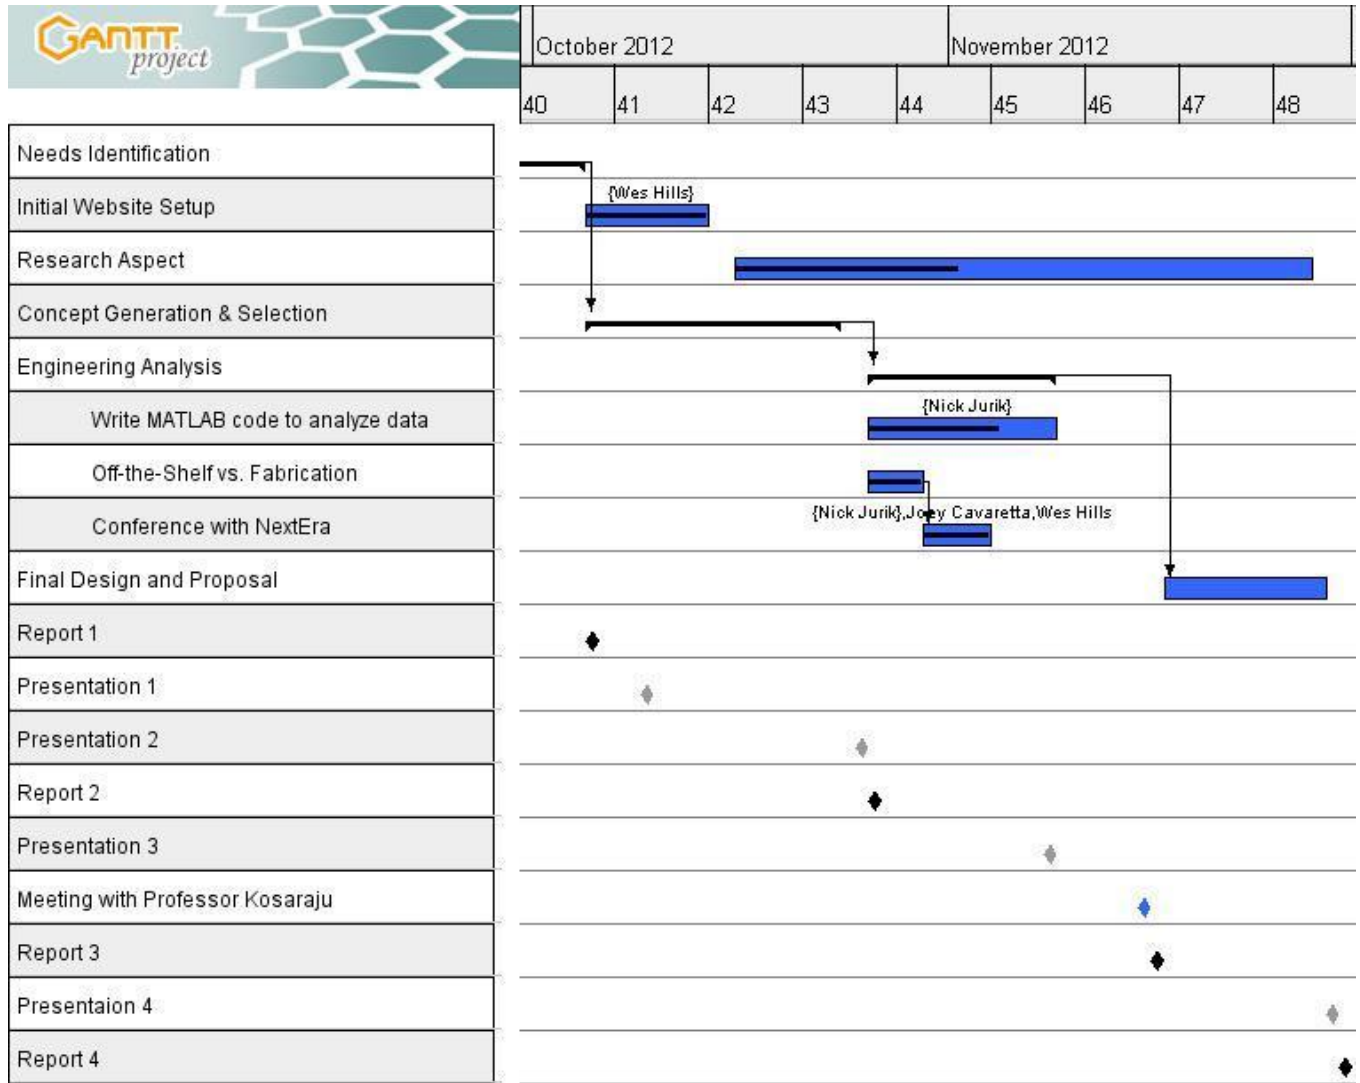 GANTT
project
October 2012
November 2012
40 41 42 43 44 45 46 47 48
Needs Identification
Initial Website Setup
{Wes Hills}
Research Aspect
Concept Generation & Selection
Engineering Analysis
Write MATLAB code to analyze data
{Nick Jurik}
Off-the-Shelf vs. Fabrication
Conference with NextEra
{Nick Jurik},Joey Cavaretta,Wes Hills
Final Design and Proposal
Report 1
Presentation 1
Presentation 2
Report 2
Presentation 3
Meeting with Professor Kosaraju
Report 3
Presentaion 4
Report 4